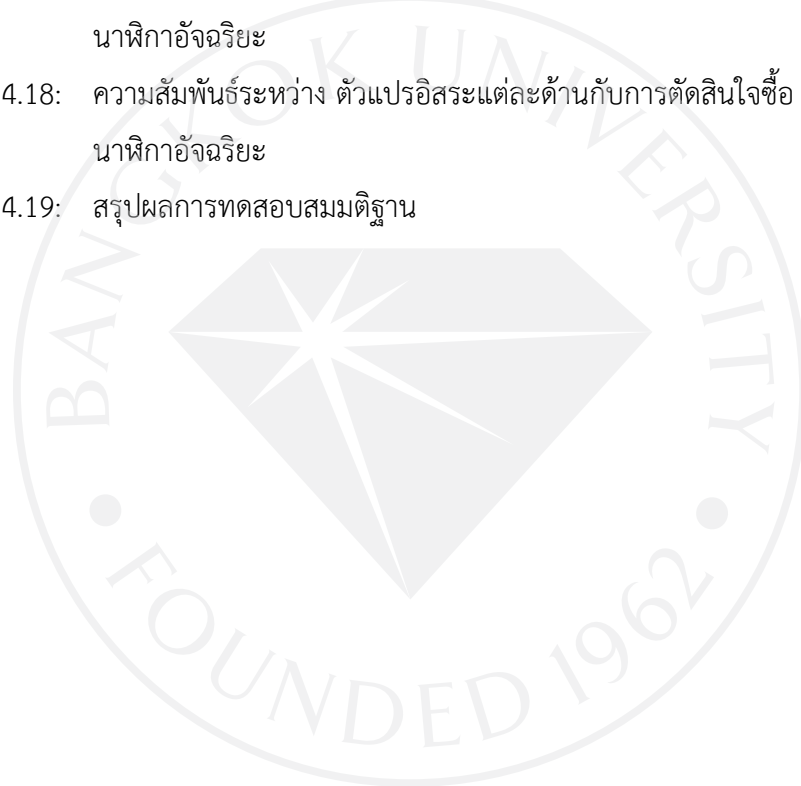 นาฬิกาอัจฉริยะ
4.18: ความสัมพันธ์ระหว่าง ตัวแปรอิสระแต่ละด้านกับการตัดสินใจซื้อ
นาฬิกาอัจฉริยะ
4.19: สรุปผลการทดสอบสมมติฐาน
BANGKOK UNIVERSITY
FOUNDED 1962